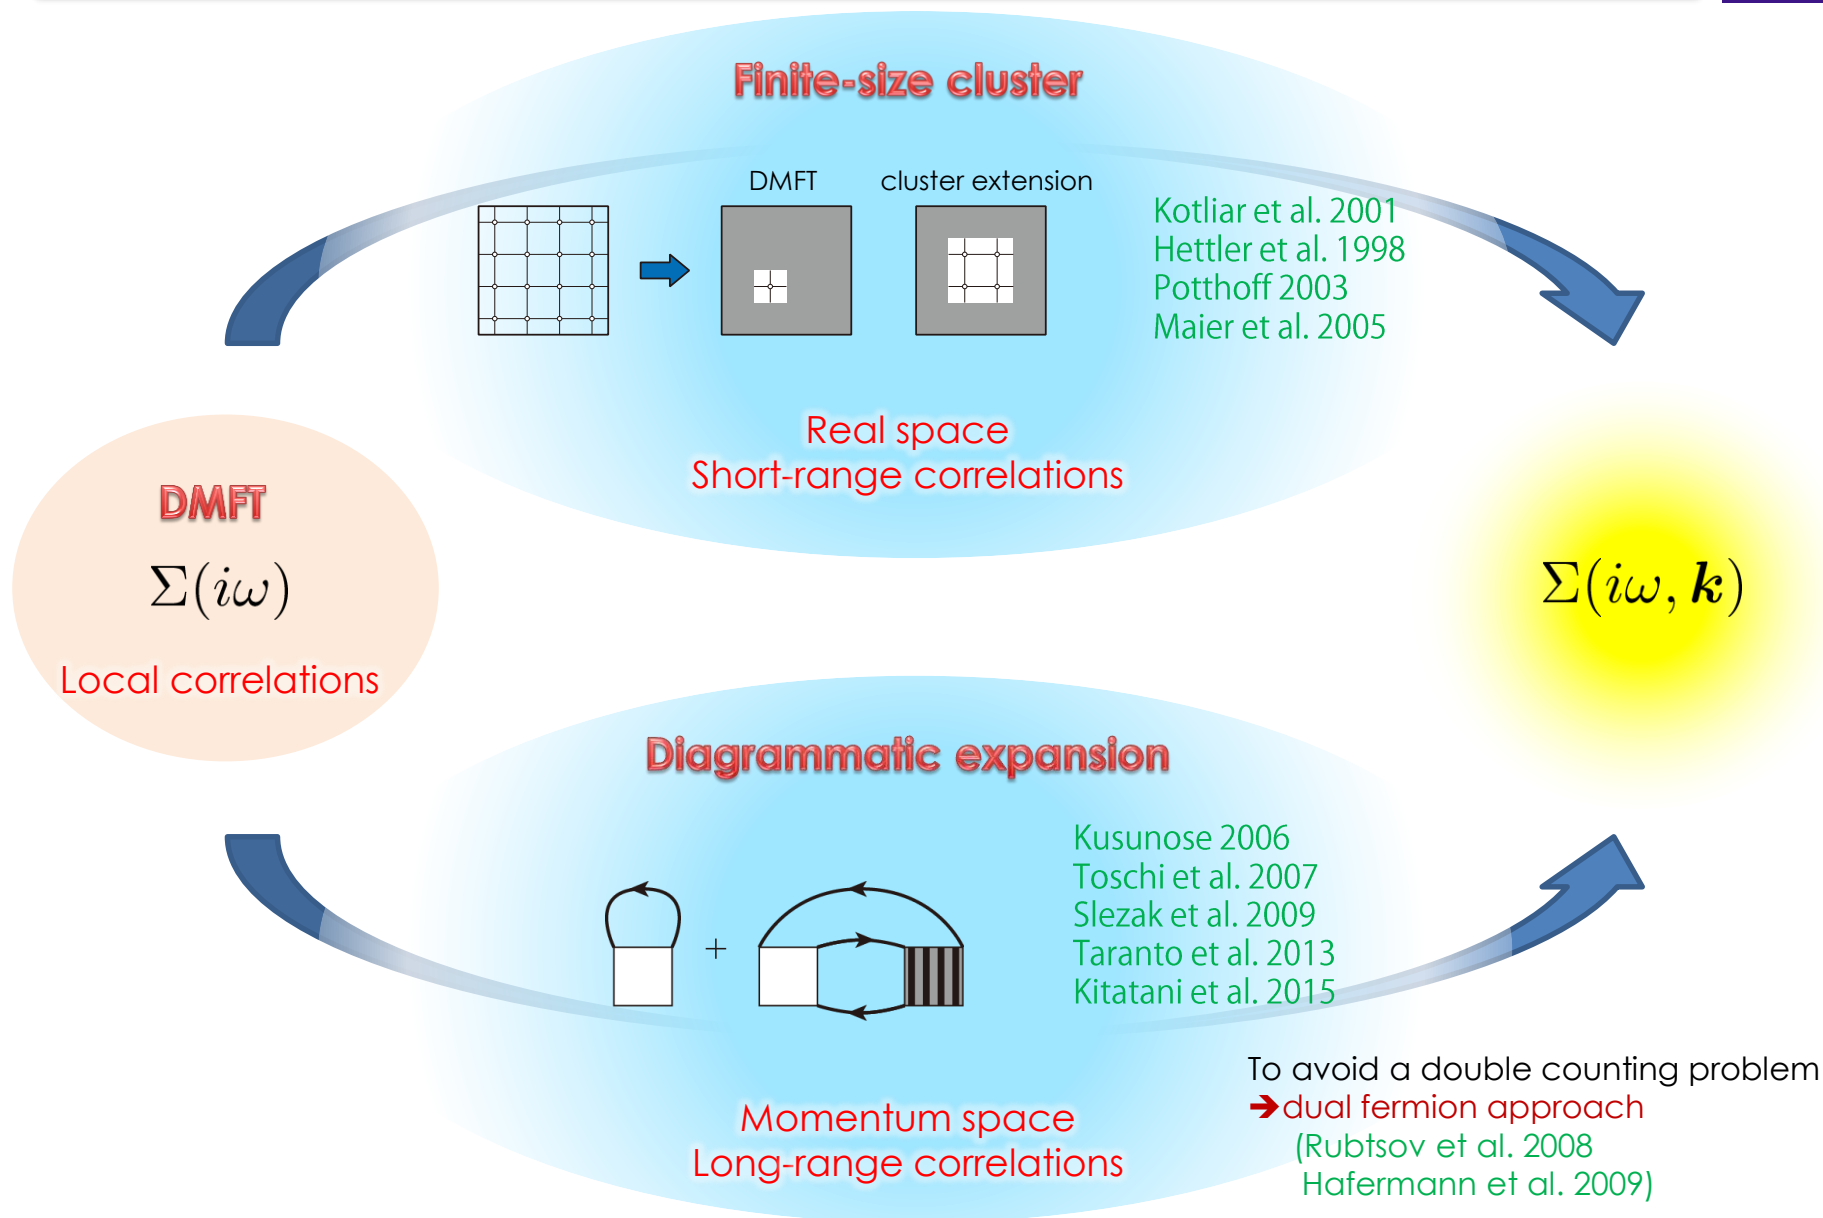 Finite-size cluster
DMFT
cluster extension
Kotliar et al. 2001
Hettler et al. 1998
Potthoff 2003
Maier et al. 2005
Real space
Short-range correlations
DMFT
Σ(iω)
Local correlations
Σ(iω, k)
Diagrammatic expansion
Kusunose 2006
Toschi et al. 2007
Slezak et al. 2009
Taranto et al. 2013
Kitatani et al. 2015
+
Momentum space
Long-range correlations
To avoid a double counting problem
➔dual fermion approach
(Rubtsov et al. 2008
Hafermann et al. 2009)